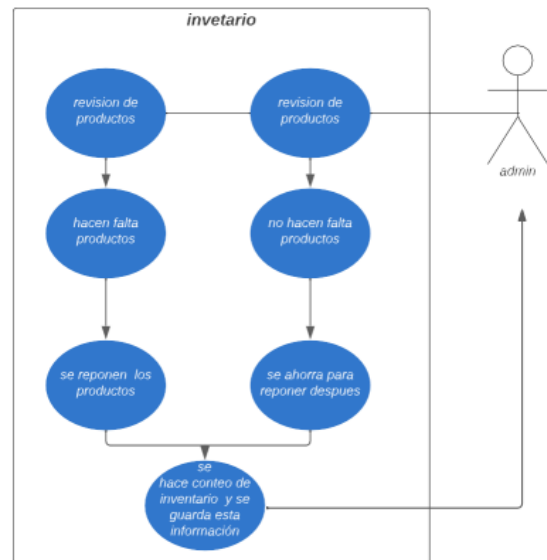 invetario
revision de
productos
revision de
productos
admin
hacen falta
productos
no hacen falta
productos
se reponen los
productos
se ahorra para
reponer despues
se
hace conteo de
inventario y se
guarda esta
información